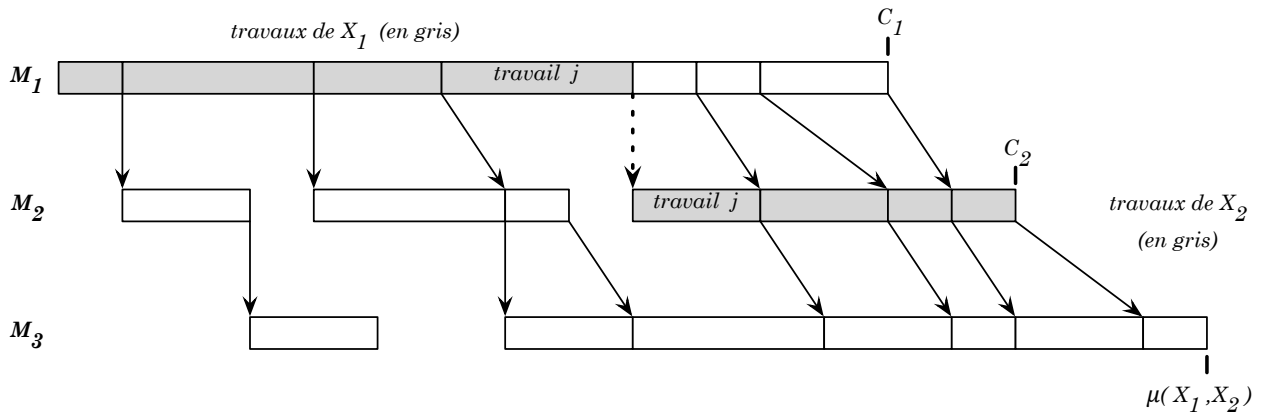 C1
travaux de X1 (en gris)
M1
travail j
C2
M2
travail j
travaux de X2
(en gris)
M3
µ( X1 ,X2 )